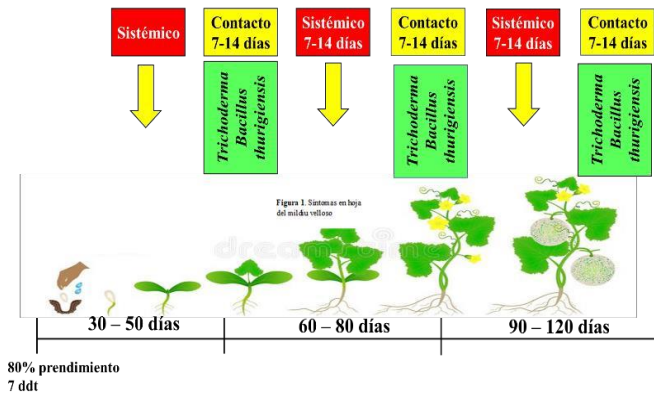 Sistémico
Contacto
7-14 días
Sistémico
7-14 días
Contacto
7-14 días
Sistémico
7-14 días
Contacto
7-14 días
Trichoderma
Bacillus
thurigiensis
Trichoderma
Bacillus
thurigiensis
Trichoderma
Bacillus
thurigiensis
Figura 1. Síntomas en hoja
del mildiu velloso
dreamstime
30 – 50 días
60 – 80 días
90 – 120 días
80% prendimiento
7 ddt